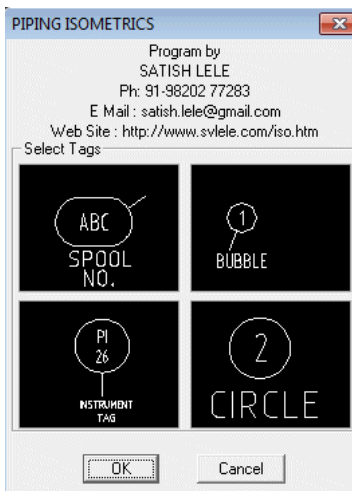 PIPING ISOMETRICS
Program by
SATISH LELE
Ph: 91-98202 77283
E Mail : satish.lele@gmail.com
Web Site : http://www.svlele.com/iso.htm
Select Tags
ABC
SPOOL
NO.
1
BUBBLE
PI
26
INSTRUMENT
TAG
2
CIRCLE
OK
Cancel